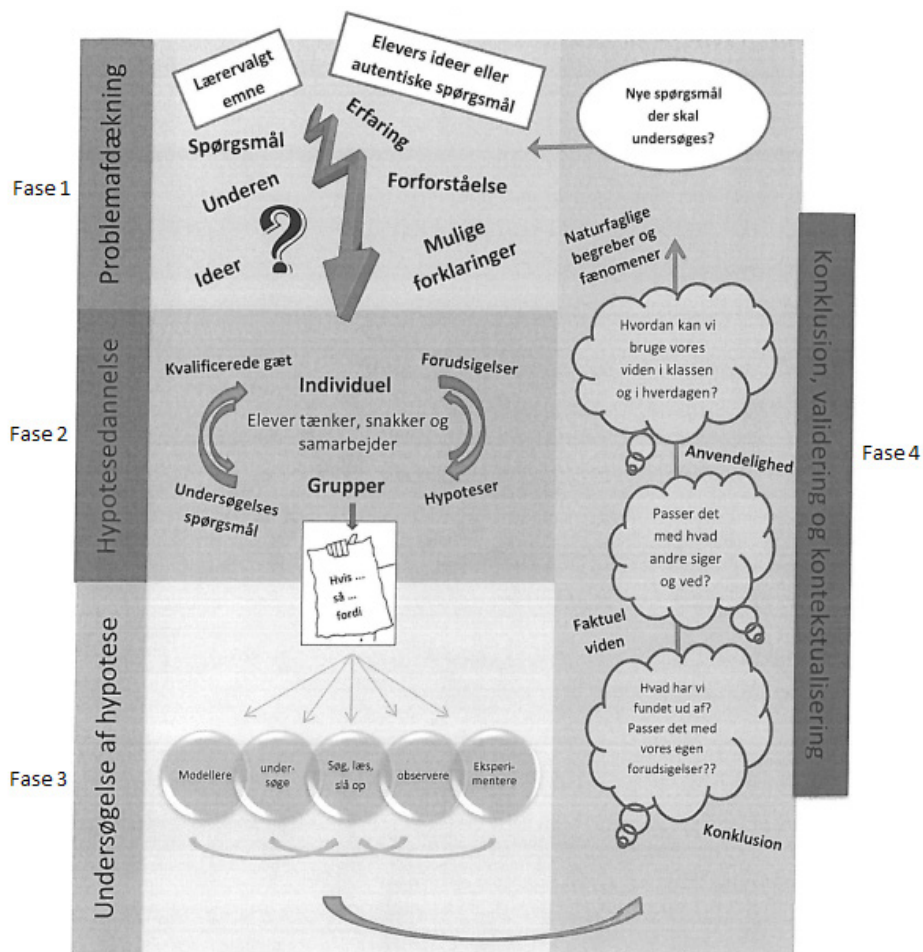 Fase 1
Problemafdækning
Lærervalgt
emne
Elevers ideer eller
autentiske spørgsmål
Erfaring
Spørgsmål
Underen
?
Ideer
Forforståelse
Mulige
forklaringer
Fase 2
Hypotesedannelse
Kvalificerede gæt
Forudsigelser
Individuel
Elever tænker, snakker og
samarbejder
Grupper
Undersøgelses
spørgsmål
Hypoteser
Hvis ...
så ...
fordi
Fase 3
Undersøgelse af hypotese
Modellere
under-
søge
Søg, læs,
slå op
observere
Eksperi-
mentere
Fase 4
Konklusion, validering og kontekstualisering
Konklusion
Hvad har vi
fundet ud af?
Passer det med
vores egen
forudsigelser??
Faktuel
viden
Passer det
med hvad
andre siger
og ved?
Anvendelighed
Hvordan kan vi
bruge vores
viden i klassen
og i hverdagen?
Naturfaglige
begreber og
fænomener
Nye spørgsmål
der skal
undersøges?